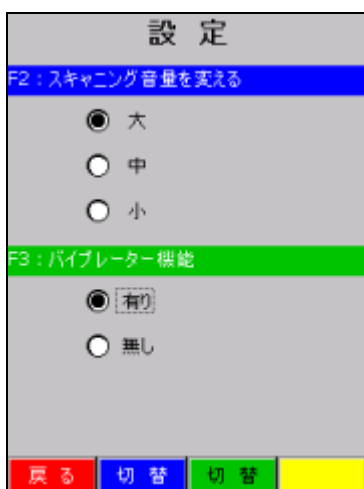 設 定
F2:スキャニング音量を変える
大
中
小
F3:バイブレーター機能
有り
無し
戻 る 切 替 切 替